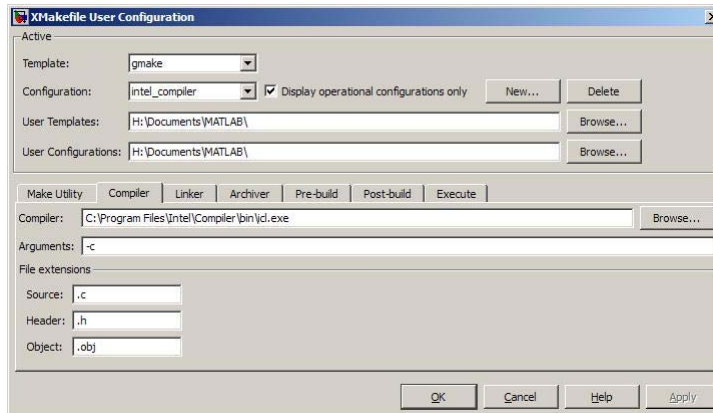 XMakefile User Configuration
Active
Template: gmake
Configuration: intel_compiler Display operational configurations only New... Delete
User Templates: H:\Documents\MATLAB\ Browse...
User Configurations: H:\Documents\MATLAB\ Browse...
Make Utility Compiler Linker Archiver Pre-build Post-build Execute
Compiler: C:\Program Files\Intel\Compiler\bin\icl.exe Browse...
Arguments: -c
File extensions
Source: .c
Header: .h
Object: .obj
OK Cancel Help Apply